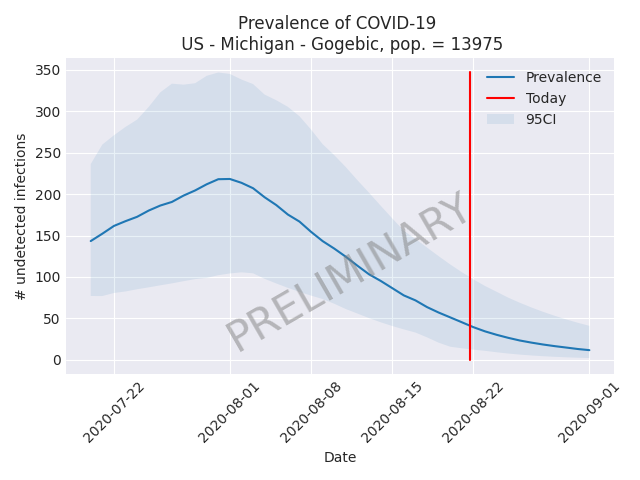 Prevalence of COVID-19
US - Michigan - Gogebic, pop. = 13975
350
300
250
200
150
100
50
0
# undetected infections
Prevalence
Today
95CI
PRELIMINARY
2020-07-22
2020-08-01
2020-08-08
2020-08-15
2020-08-22
2020-09-01
Date